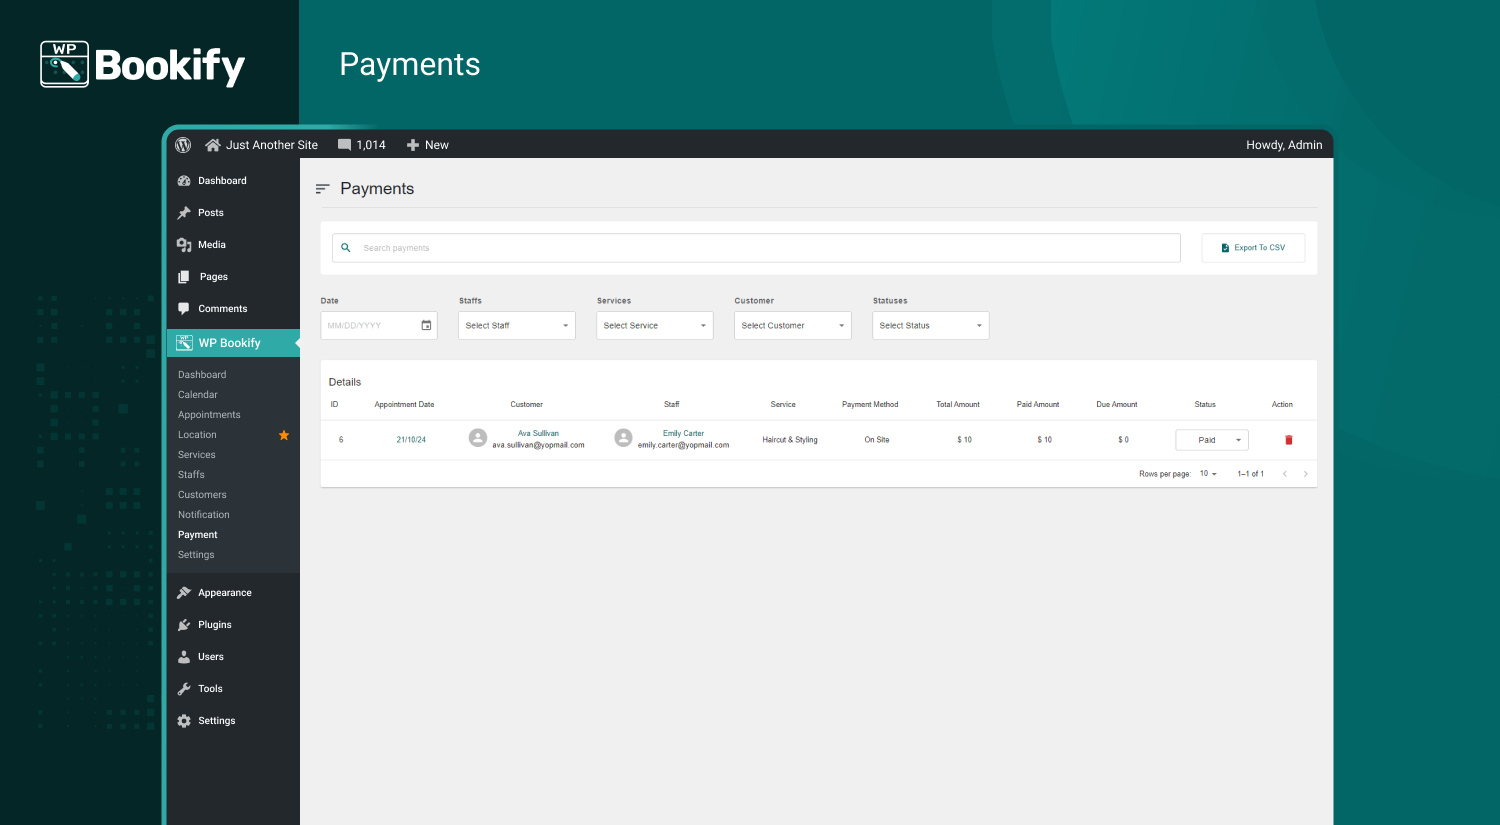 WP
Bookify
Payments
Just Another Site
1,014
New
Howdy, Admin
Dashboard
Posts
Media
Pages
Comments
WP Bookify
Dashboard
Calendar
Appointments
Location
Services
Staffs
Customers
Notification
Payment
Settings
Appearance
Plugins
Users
Tools
Settings
Payments
Search payments
Export To CSV
Date Staffs Services Customer Statuses
MM/DD/YYYY Select Staff Select Service Select Customer Select Status
Details
ID Appointment Date Customer Staff Service Payment Method Total Amount Paid Amount Due Amount Status Action
6 21/10/24 Ava Sullivan Emily Carter Haircut & Styling On Site $ 10 $ 10 $ 0 Paid
ava.sullivan@yopmail.com emily.carter@yopmail.com
Rows per page: 10 1–1 of 1